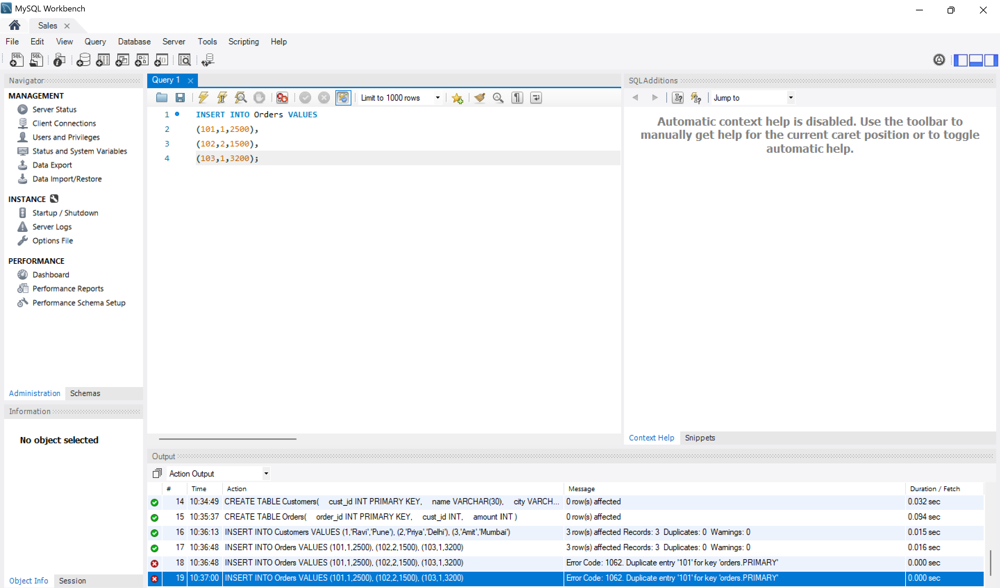 MySQL Workbench
Sales
File Edit View Query Database Server Tools Scripting Help
Navigator
MANAGEMENT
Server Status
Client Connections
Users and Privileges
Status and System Variables
Data Export
Data Import/Restore
INSTANCE
Startup / Shutdown
Server Logs
Options File
PERFORMANCE
Dashboard
Performance Reports
Performance Schema Setup
Administration Schemas
Information
No object selected
Object Info Session
Query 1
Limit to 1000 rows
1 INSERT INTO Orders VALUES
2 (101,1,2500),
3 (102,2,1500),
4 (103,1,3200);
SQLAdditions
Jump to
Automatic context help is disabled. Use the toolbar to
manually get help for the current caret position or to toggle
automatic help.
Context Help Snippets
Output
Action Output
# Time Action Message Duration / Fetch
14 10:34:49 CREATE TABLE Customers( cust_id INT PRIMARY KEY, name VARCHAR(30), city VARCH... 0 row(s) affected 0.032 sec
15 10:35:37 CREATE TABLE Orders( order_id INT PRIMARY KEY, cust_id INT, amount INT ) 0 row(s) affected 0.094 sec
16 10:36:13 INSERT INTO Customers VALUES (1,'Ravi','Pune'), (2,'Priya','Delhi'), (3,'Amit','Mumbai') 3 row(s) affected Records: 3 Duplicates: 0 Warnings: 0 0.015 sec
17 10:36:48 INSERT INTO Orders VALUES (101,1,2500), (102,2,1500), (103,1,3200) 3 row(s) affected Records: 3 Duplicates: 0 Warnings: 0 0.016 sec
18 10:36:48 INSERT INTO Orders VALUES (101,1,2500), (102,2,1500), (103,1,3200) Error Code: 1062. Duplicate entry '101' for key 'orders.PRIMARY' 0.000 sec
19 10:37:00 INSERT INTO Orders VALUES (101,1,2500), (102,2,1500), (103,1,3200) Error Code: 1062. Duplicate entry '101' for key 'orders.PRIMARY' 0.000 sec